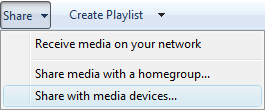 Share Create Playlist
Receive media on your network
Share media with a homegroup...
Share with media devices...